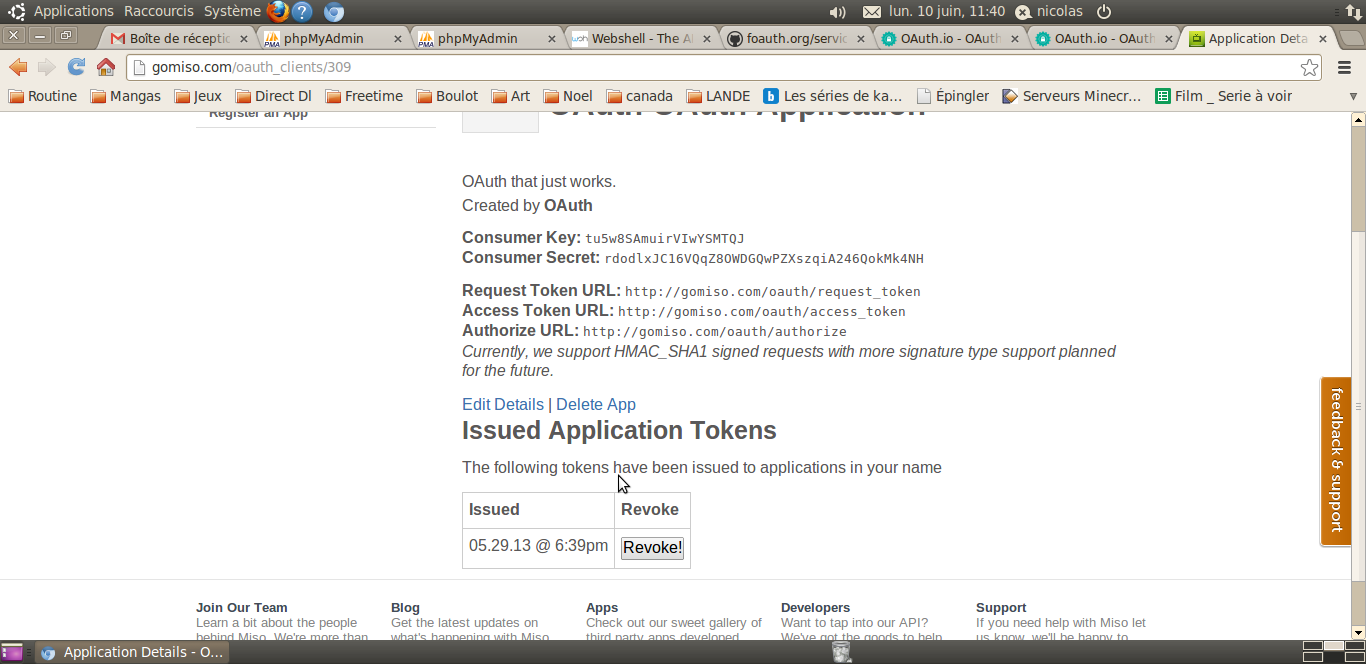 Applications Raccourcis Système lun. 10 juin, 11:40 nicolas
Boîte de réceptic phpMyAdmin phpMyAdmin Webshell - The A foauth.org/servic OAuth.io - OAuth OAuth.io - OAuth Application Deta
gomiso.com/oauth_clients/309
Routine Mangas Jeux Direct Dl Freetime Boulot Art Noel canada LANDE Les séries de ka... Épingler Serveurs Minecr... Film _ Serie à voir
Register an App
OAuth OAuth Application
OAuth that just works.
Created by OAuth
Consumer Key: tu5w8SAmuirVIwYSMTQJ
Consumer Secret: rdodlxJC16VQqZ8OWDGQwPZXszqiA246QokMk4NH
Request Token URL: http://gomiso.com/oauth/request_token
Access Token URL: http://gomiso.com/oauth/access_token
Authorize URL: http://gomiso.com/oauth/authorize
Currently, we support HMAC_SHA1 signed requests with more signature type support planned
for the future.
Edit Details | Delete App
Issued Application Tokens
The following tokens have been issued to applications in your name
Issued Revoke
05.29.13 @ 6:39pm Revoke!
feedback & support
Join Our Team Blog Apps Developers Support
Learn a bit about the people Get the latest updates on Check out our sweet gallery of Want to tap into our API? If you need help with Miso let
behind Miso. We're more than what's happening with Miso third party apps developed We've got the goods to help us know, we'll be happy to
Application Details - O...